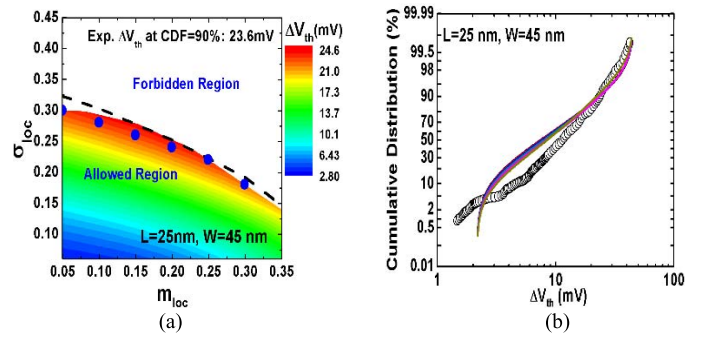 (a)
Exp. ΔVth at CDF=90%: 23.6mV
ΔVth(mV)
Forbidden Region
Allowed Region
L=25nm, W=45 nm
σloc
0.45
0.40
0.35
0.30
0.25
0.20
0.15
0.10
0.05 0.10 0.15 0.20 0.25 0.30 0.35
mloc
24.6
21.0
17.3
13.7
10.1
6.43
2.80
(a)
L=25 nm, W=45 nm
Cumulative Distribution (%)
99.99
99.5
98
90
70
50
30
10
2
0.5
0.01
1 10 100
ΔVth (mV)
(b)